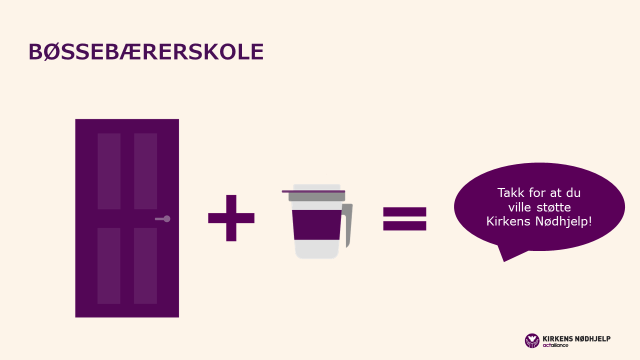 BØSSEBÆRERSKOLE
Takk for at du
ville støtte
Kirkens Nødhjelp!
KIRKENS NØDHJELP
actalliance